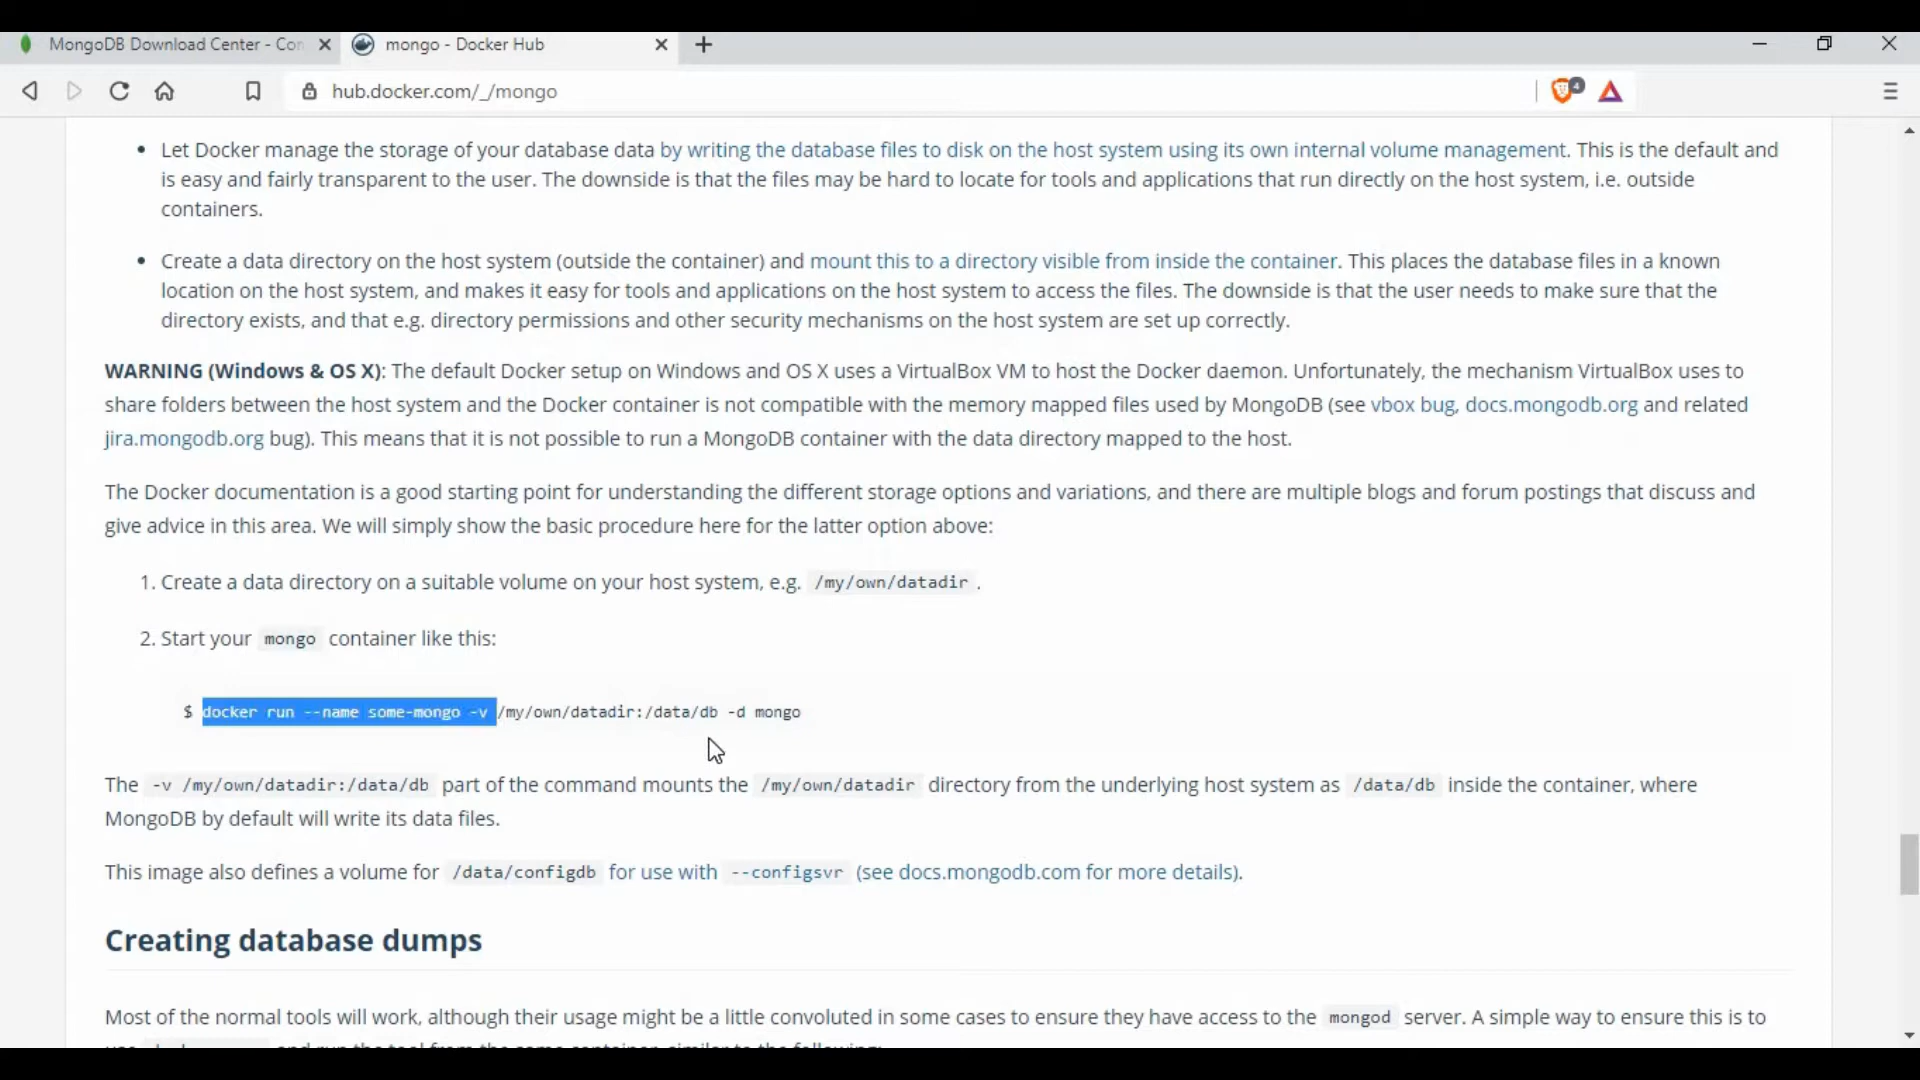 MongoDB Download Center - Con
mongo - Docker Hub
hub.docker.com/_/mongo
4
• Let Docker manage the storage of your database data by writing the database files to disk on the host system using its own internal volume management. This is the default and
is easy and fairly transparent to the user. The downside is that the files may be hard to locate for tools and applications that run directly on the host system, i.e. outside
containers.
• Create a data directory on the host system (outside the container) and mount this to a directory visible from inside the container. This places the database files in a known
location on the host system, and makes it easy for tools and applications on the host system to access the files. The downside is that the user needs to make sure that the
directory exists, and that e.g. directory permissions and other security mechanisms on the host system are set up correctly.
WARNING (Windows & OS X): The default Docker setup on Windows and OS X uses a VirtualBox VM to host the Docker daemon. Unfortunately, the mechanism VirtualBox uses to
share folders between the host system and the Docker container is not compatible with the memory mapped files used by MongoDB (see vbox bug, docs.mongodb.org and related
jira.mongodb.org bug). This means that it is not possible to run a MongoDB container with the data directory mapped to the host.
The Docker documentation is a good starting point for understanding the different storage options and variations, and there are multiple blogs and forum postings that discuss and
give advice in this area. We will simply show the basic procedure here for the latter option above:
1. Create a data directory on a suitable volume on your host system, e.g. /my/own/datadir .
2. Start your mongo container like this:
$ docker run --name some-mongo -v /my/own/datadir:/data/db -d mongo
The -v /my/own/datadir:/data/db part of the command mounts the /my/own/datadir directory from the underlying host system as /data/db inside the container, where
MongoDB by default will write its data files.
This image also defines a volume for /data/configdb for use with --configsvr (see docs.mongodb.com for more details).
Creating database dumps
Most of the normal tools will work, although their usage might be a little convoluted in some cases to ensure they have access to the mongod server. A simple way to ensure this is to
and run the tool from the same container, similar to the following: